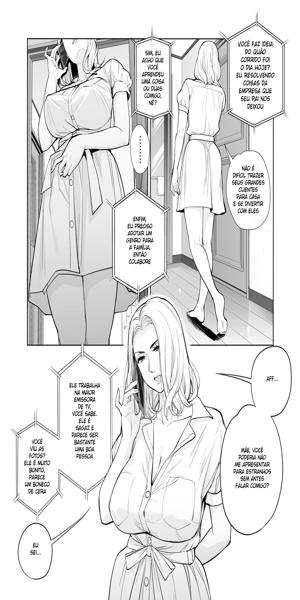 VOCÊ FAZ IDEIA
DO QUÃO
CORRIDO FOI
O DIA HOJE?
EU RESOLVENDO
COISAS DA
EMPRESA QUE
SEU PAI NOS
DEIXOU
SIM, EU
ACHO QUE
VOCÊ
APRENDEU
UMA COISA
OU DUAS
COMIGO,
NÉ?
......
NÃO É
DIFÍCIL TRAZER
SEUS GRANDES
CLIENTES PARA
CASA
E SE DIVERTIR
COM ELES
ENFIM,
EU PRECISO
ADOTAR UM
GENRO PARA
A FAMÍLIA,
ENTÃO
COLABORE
AFF...
MÃE, VOCÊ
PODERIA NÃO
ME APRESENTAR
PARA ESTRANHOS
SEM ANTES
FALAR COMIGO?
ELE TRABALHA
NA MAIOR
EMISSORA
DE TV,
VOCÊ SABE.
ELE É
SAGAZ E
PARECE SER
BASTANTE
UMA BOA
PESSOA
VOCÊ
VIU AS
FOTOS?
ELE É MUITO
BONITO,
PARECE
UM BONECO
DE CERA
EU
SEI...